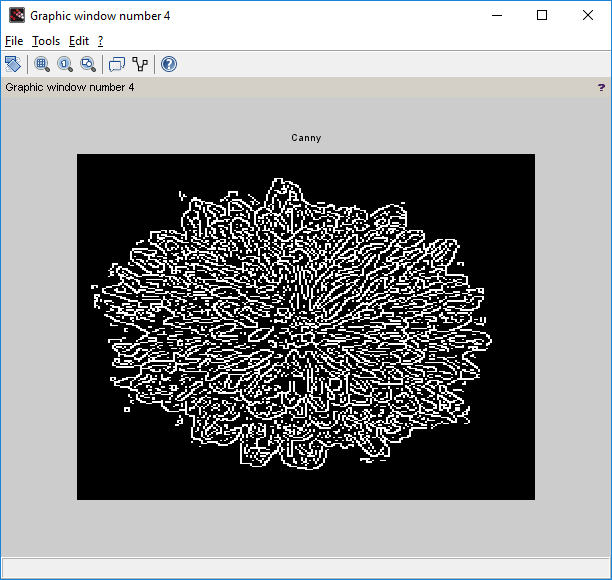 Graphic window number 4
File Tools Edit ?
Graphic window number 4 ?
Canny